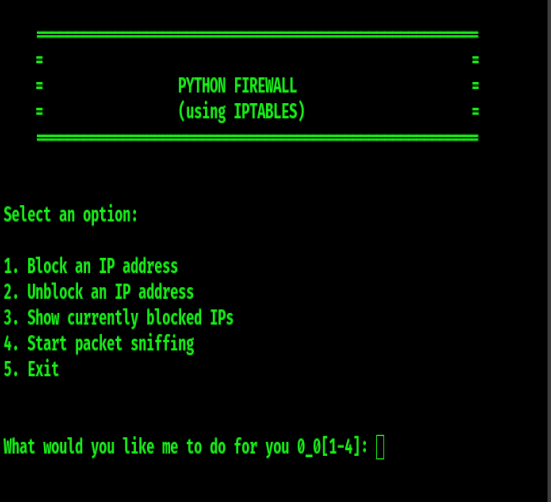 ========================================================
= =
= PYTHON FIREWALL =
= (using IPTABLES) =
========================================================
Select an option:
1. Block an IP address
2. Unblock an IP address
3. Show currently blocked IPs
4. Start packet sniffing
5. Exit
What would you like me to do for you 0_0[1-4]: